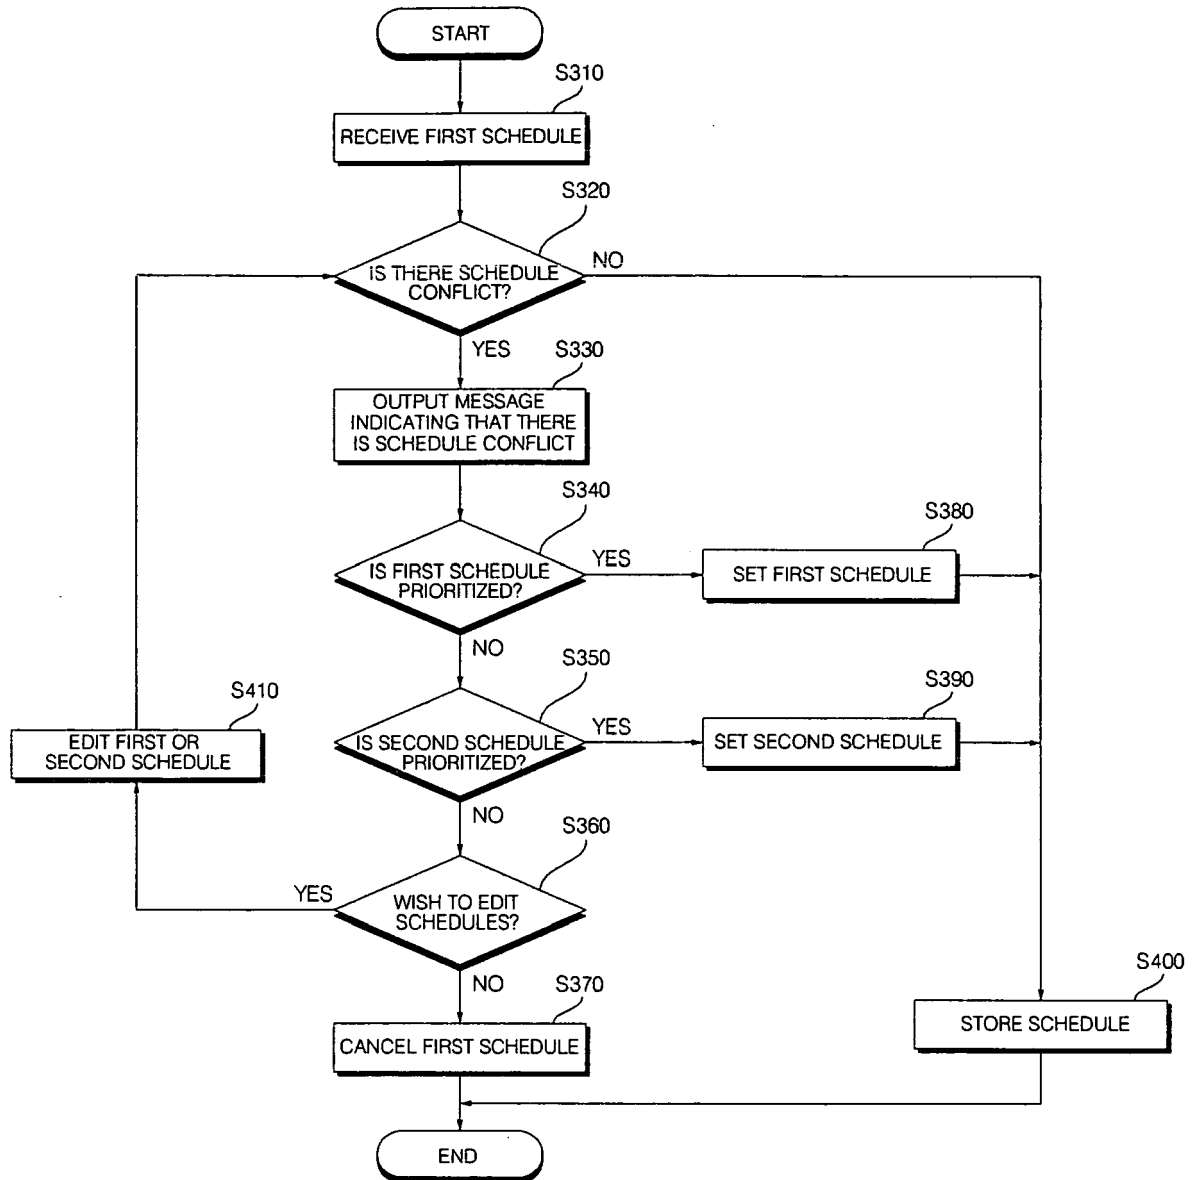 START
S310
RECEIVE FIRST SCHEDULE
S320
IS THERE SCHEDULE
CONFLICT?
NO
YES
S330
OUTPUT MESSAGE
INDICATING THAT THERE
IS SCHEDULE CONFLICT
S340
IS FIRST SCHEDULE
PRIORITIZED?
YES
S380
SET FIRST SCHEDULE
NO
S350
IS SECOND SCHEDULE
PRIORITIZED?
YES
S390
SET SECOND SCHEDULE
S410
EDIT FIRST OR
SECOND SCHEDULE
NO
S360
WISH TO EDIT
SCHEDULES?
YES
NO
S370
CANCEL FIRST SCHEDULE
S400
STORE SCHEDULE
END